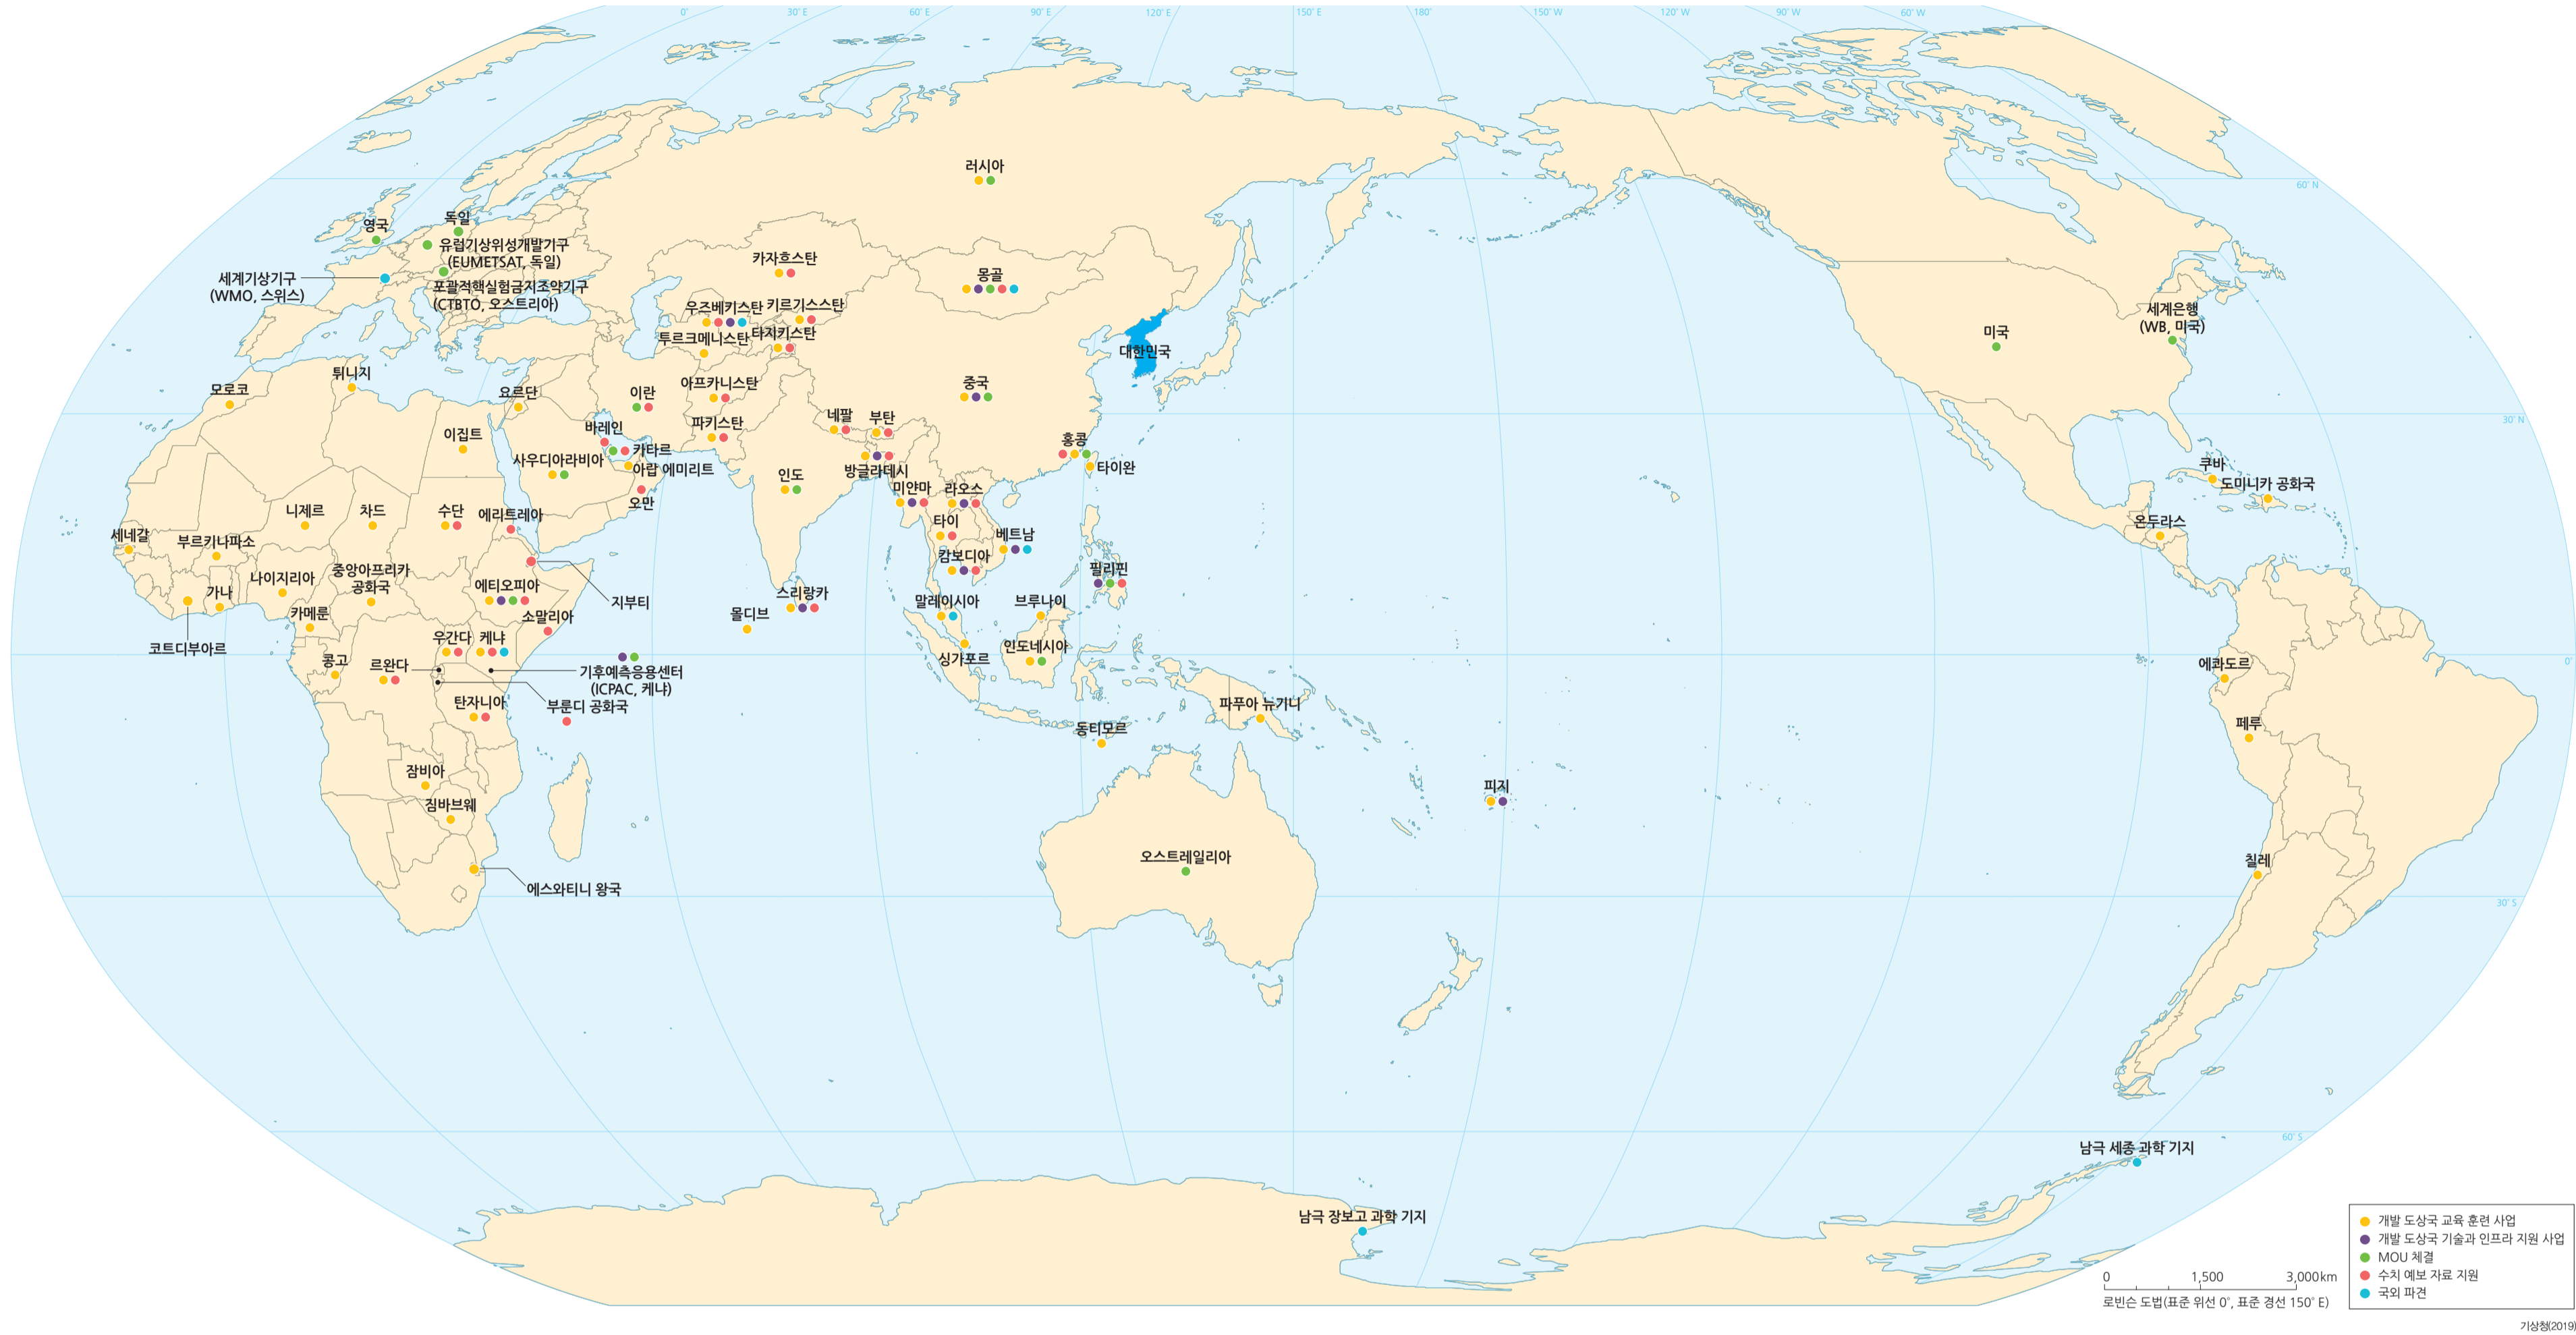 0°
30° E
60° E
90° E
120° E
150° E
180°
150° W
120° W
90° W
60° W
60° N
30° N
0°
30° S
60° S
러시아
영국
독일
유럽기상위성개발기구
(EUMETSAT, 독일)
세계기상기구
(WMO, 스위스)
포괄적핵실험금지조약기구
(CTBTO, 오스트리아)
카자흐스탄
몽골
우즈베키스탄
키르기스스탄
투르크메니스탄
타지키스탄
대한민국
미국
세계은행
(WB, 미국)
모로코
튀니지
요르단
이란
아프카니스탄
중국
이집트
바레인
카타르
파키스탄
네팔
부탄
홍콩
타이완
사우디아라비아
아랍 에미리트
오만
인도
방글라데시
미얀마
라오스
쿠바
도미니카 공화국
온두라스
세네갈
니제르
차드
수단
에리트레아
부르키나파소
타이
베트남
캄보디아
필리핀
나이지리아
중앙아프리카
공화국
에티오피아
지부티
가나
카메룬
소말리아
몰디브
스리랑카
말레이시아
브루나이
코트디부아르
우간다
케냐
싱가포르
인도네시아
콩고
르완다
기후예측응용센터
(ICPAC, 케냐)
부룬디 공화국
탄자니아
에콰도르
파푸아 뉴기니
동티모르
페루
잠비아
짐바브웨
피지
오스트레일리아
칠레
에스와티니 왕국
남극 세종 과학 기지
남극 장보고 과학 기지
개발 도상국 교육 훈련 사업
개발 도상국 기술과 인프라 지원 사업
MOU 체결
수치 예보 자료 지원
국외 파견
0 1,500 3,000km
로빈슨 도법(표준 위선 0°, 표준 경선 150° E)
기상청(2019)